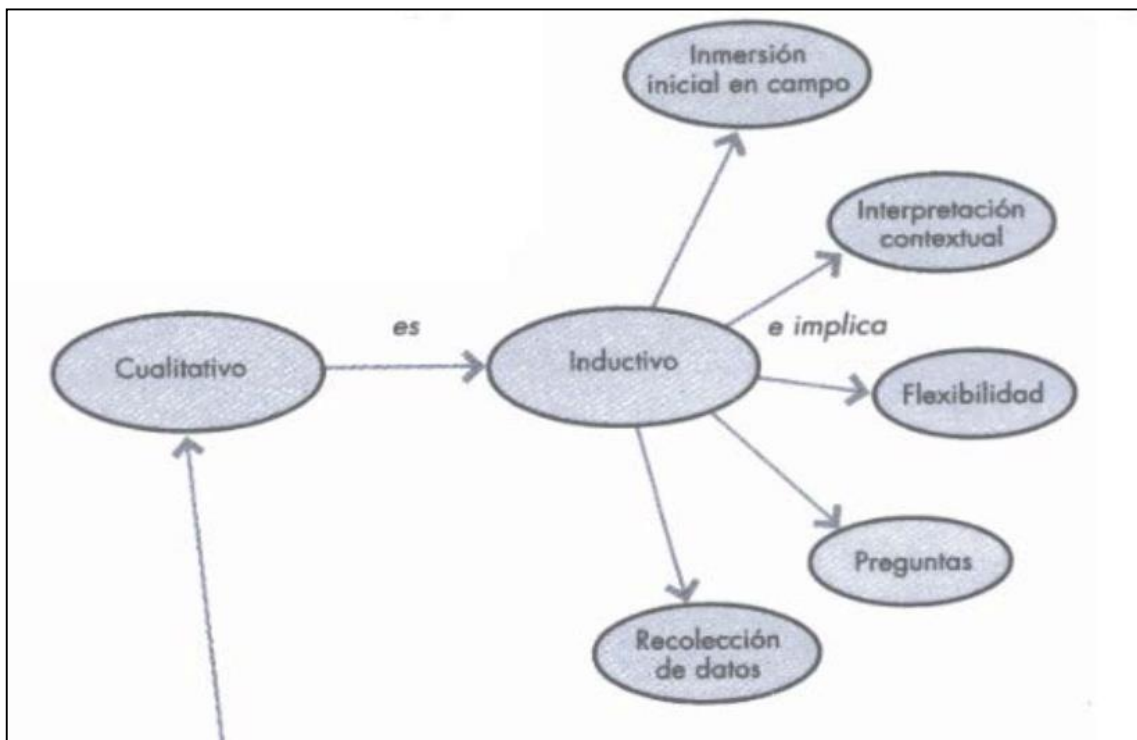 Inmersión
inicial en campo
Interpretación
contextual
es
e implica
Cualitativo
Inductivo
Flexibilidad
Preguntas
Recolección
de datos